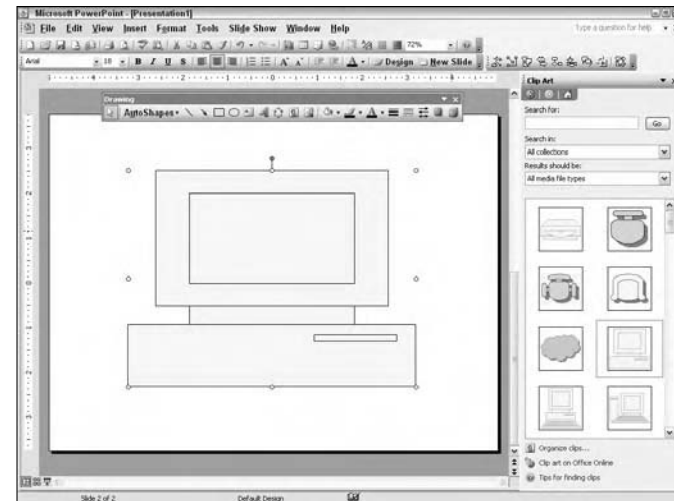 Microsoft PowerPoint - [Presentation1]
File Edit View Insert Format Tools Slide Show Window Help
Type a question for help
72%
Arial 18 B I U S A Design New Slide
Clip Art
Drawing
AutoShapes
Search for:
Go
Search in:
All collections
Results should be:
All media file types
Organize clips...
Clip art on Office Online
Tips for finding clips
Slide 2 of 2 Default Design